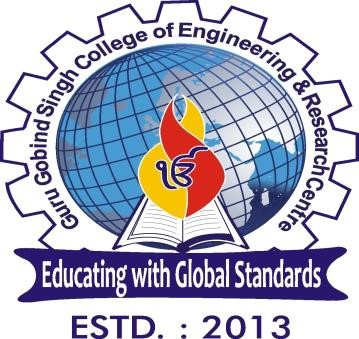 Guru Gobind Singh College of Engineering & Research Centre
ੴ
Educating with Global Standards
ESTD. : 2013